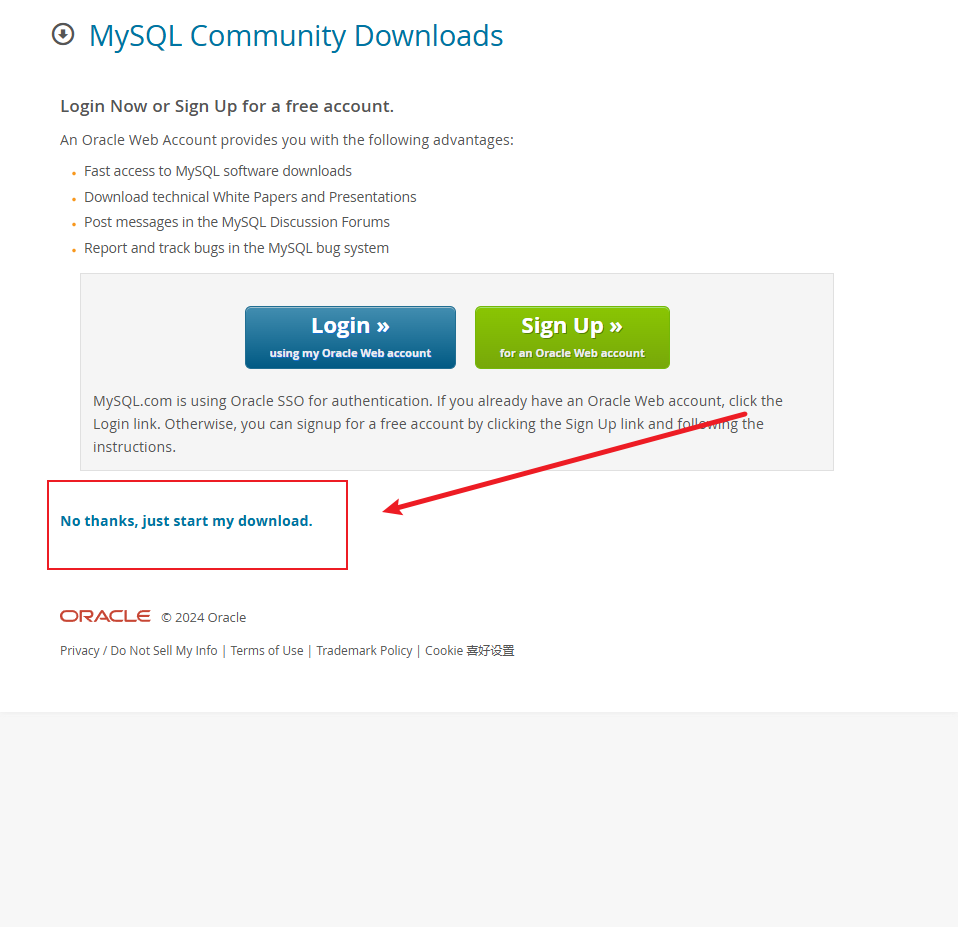 MySQL Community Downloads
Login Now or Sign Up for a free account.
An Oracle Web Account provides you with the following advantages:
Fast access to MySQL software downloads
Download technical White Papers and Presentations
Post messages in the MySQL Discussion Forums
Report and track bugs in the MySQL bug system
Login »
using my Oracle Web account
Sign Up »
for an Oracle Web account
MySQL.com is using Oracle SSO for authentication. If you already have an Oracle Web account, click the
Login link. Otherwise, you can signup for a free account by clicking the Sign Up link and following the
instructions.
No thanks, just start my download.
ORACLE © 2024 Oracle
Privacy / Do Not Sell My Info | Terms of Use | Trademark Policy | Cookie 喜好设置